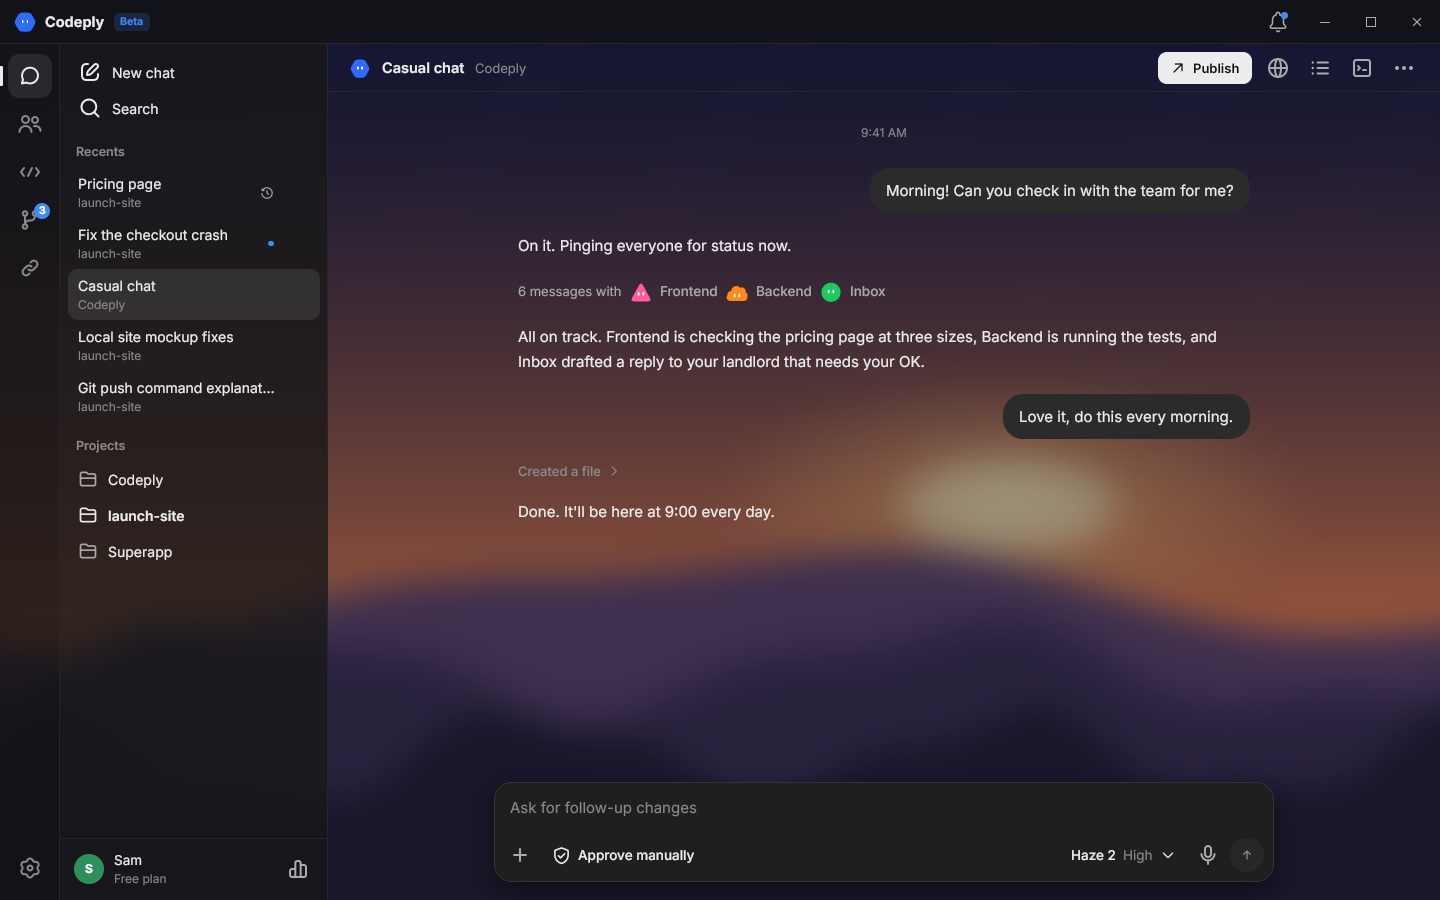 Codeply Beta
New chat
Search
Recents
Pricing page
launch-site
Fix the checkout crash
launch-site
Casual chat
Codeply
Local site mockup fixes
launch-site
Git push command explanat...
launch-site
Projects
Codeply
launch-site
Superapp
3
S
Sam
Free plan
Casual chat Codeply
Publish
9:41 AM
Morning! Can you check in with the team for me?
On it. Pinging everyone for status now.
6 messages with Frontend Backend Inbox
All on track. Frontend is checking the pricing page at three sizes, Backend is running the tests, and
Inbox drafted a reply to your landlord that needs your OK.
Love it, do this every morning.
Created a file
Done. It'll be here at 9:00 every day.
Ask for follow-up changes
Approve manually
Haze 2 High